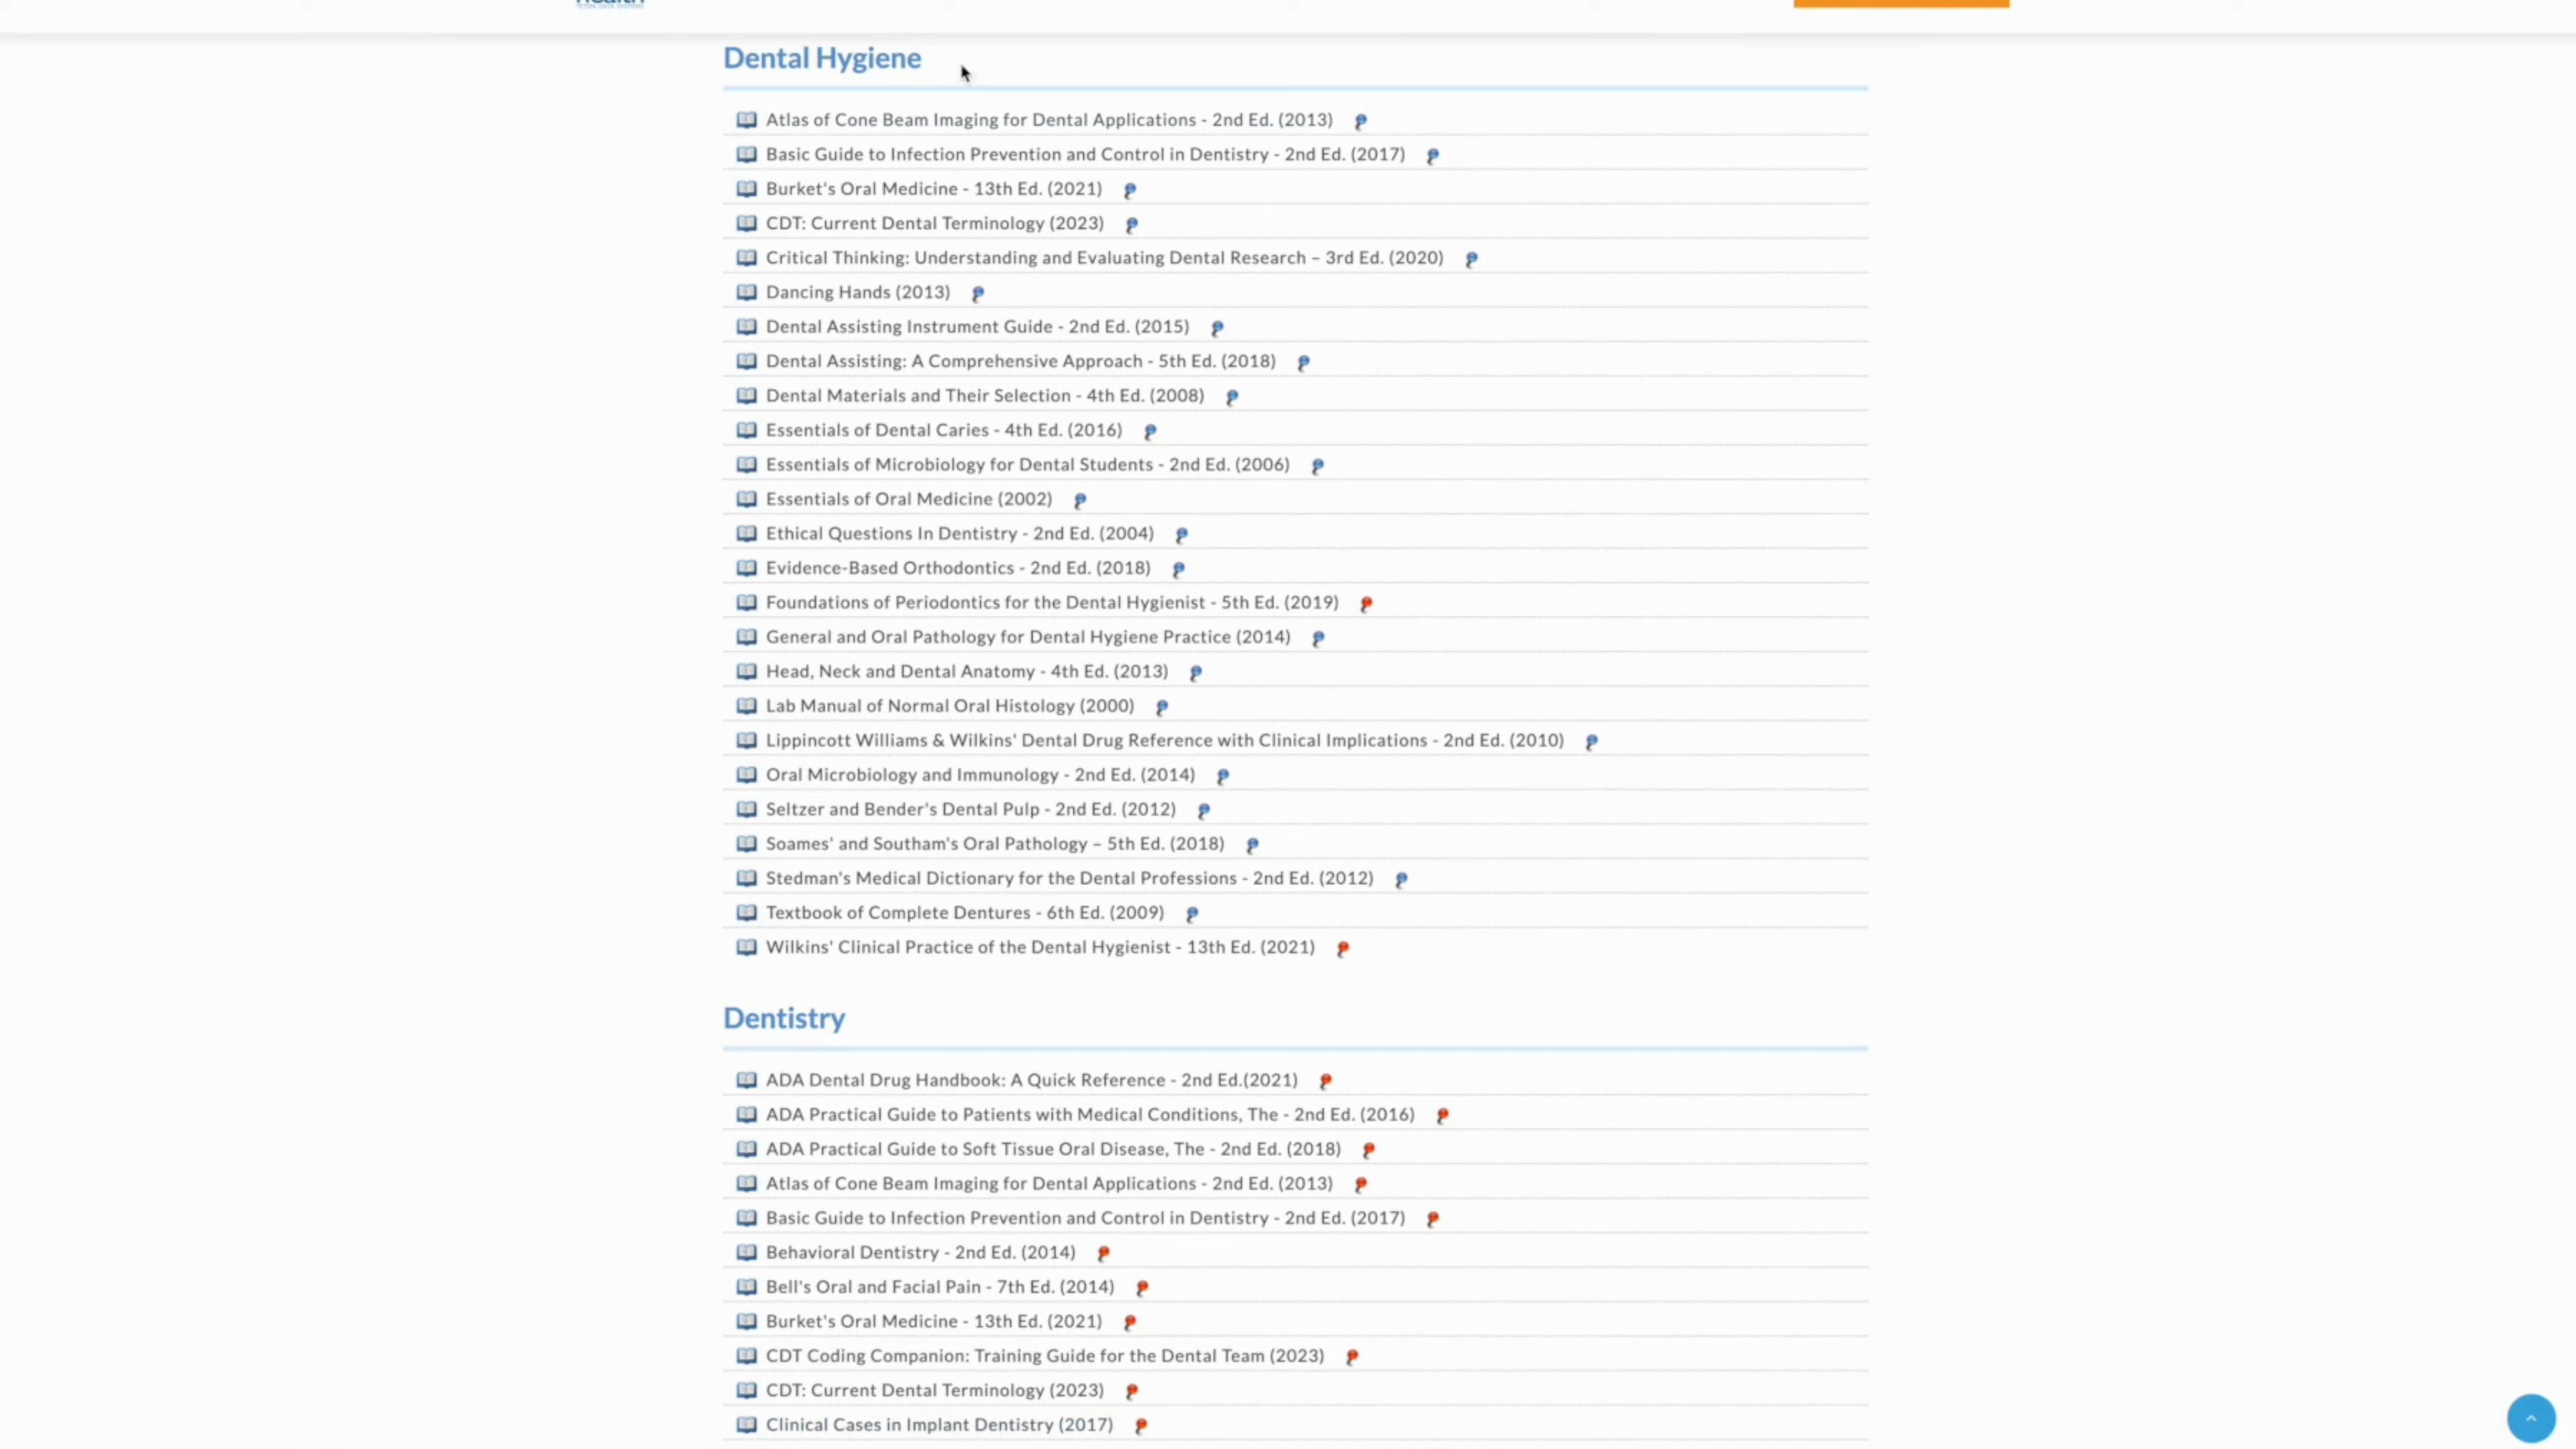 health
TETON DATA SYSTEMS
Dental Hygiene
Atlas of Cone Beam Imaging for Dental Applications - 2nd Ed. (2013)
Basic Guide to Infection Prevention and Control in Dentistry - 2nd Ed. (2017)
Burket's Oral Medicine - 13th Ed. (2021)
CDT: Current Dental Terminology (2023)
Critical Thinking: Understanding and Evaluating Dental Research – 3rd Ed. (2020)
Dancing Hands (2013)
Dental Assisting Instrument Guide - 2nd Ed. (2015)
Dental Assisting: A Comprehensive Approach - 5th Ed. (2018)
Dental Materials and Their Selection - 4th Ed. (2008)
Essentials of Dental Caries - 4th Ed. (2016)
Essentials of Microbiology for Dental Students - 2nd Ed. (2006)
Essentials of Oral Medicine (2002)
Ethical Questions In Dentistry - 2nd Ed. (2004)
Evidence-Based Orthodontics - 2nd Ed. (2018)
Foundations of Periodontics for the Dental Hygienist - 5th Ed. (2019)
General and Oral Pathology for Dental Hygiene Practice (2014)
Head, Neck and Dental Anatomy - 4th Ed. (2013)
Lab Manual of Normal Oral Histology (2000)
Lippincott Williams & Wilkins' Dental Drug Reference with Clinical Implications - 2nd Ed. (2010)
Oral Microbiology and Immunology - 2nd Ed. (2014)
Seltzer and Bender's Dental Pulp - 2nd Ed. (2012)
Soames' and Southam's Oral Pathology – 5th Ed. (2018)
Stedman's Medical Dictionary for the Dental Professions - 2nd Ed. (2012)
Textbook of Complete Dentures - 6th Ed. (2009)
Wilkins' Clinical Practice of the Dental Hygienist - 13th Ed. (2021)
Dentistry
ADA Dental Drug Handbook: A Quick Reference - 2nd Ed.(2021)
ADA Practical Guide to Patients with Medical Conditions, The - 2nd Ed. (2016)
ADA Practical Guide to Soft Tissue Oral Disease, The - 2nd Ed. (2018)
Atlas of Cone Beam Imaging for Dental Applications - 2nd Ed. (2013)
Basic Guide to Infection Prevention and Control in Dentistry - 2nd Ed. (2017)
Behavioral Dentistry - 2nd Ed. (2014)
Bell's Oral and Facial Pain - 7th Ed. (2014)
Burket's Oral Medicine - 13th Ed. (2021)
CDT Coding Companion: Training Guide for the Dental Team (2023)
CDT: Current Dental Terminology (2023)
Clinical Cases in Implant Dentistry (2017)